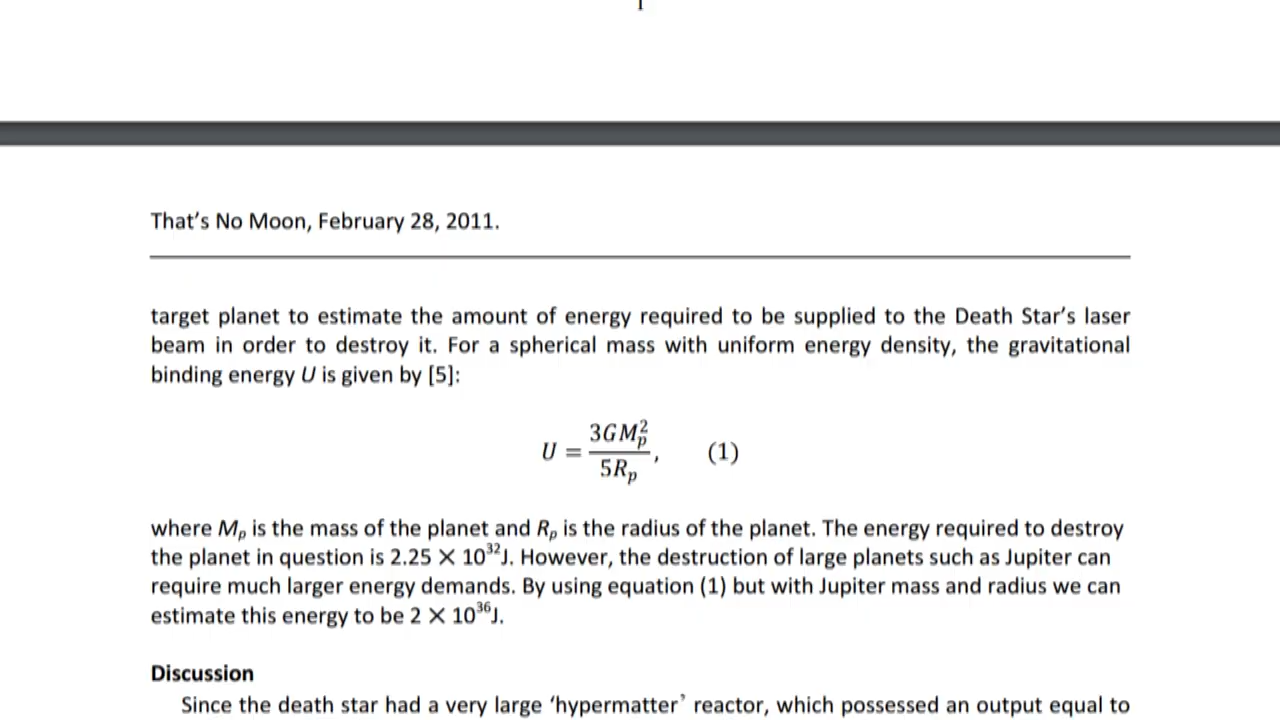 1
That's No Moon, February 28, 2011.
target planet to estimate the amount of energy required to be supplied to the Death Star's laser
beam in order to destroy it. For a spherical mass with uniform energy density, the gravitational
binding energy U is given by [5]:
U = 3GM_p^2 / 5R_p , (1)
where M_p is the mass of the planet and R_p is the radius of the planet. The energy required to destroy
the planet in question is 2.25 × 10^32J. However, the destruction of large planets such as Jupiter can
require much larger energy demands. By using equation (1) but with Jupiter mass and radius we can
estimate this energy to be 2 × 10^36J.
Discussion
Since the death star had a very large ‘hypermatter’ reactor, which possessed an output equal to